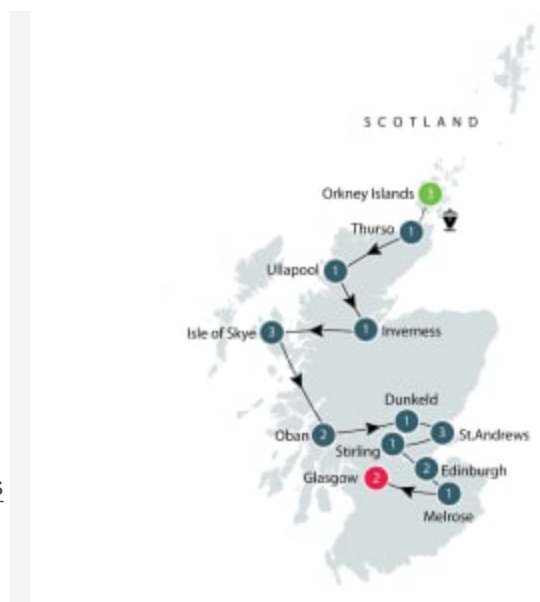 SCOTLAND
Orkney Islands 3
Thurso 1
Ullapool 1
Isle of Skye 3
1 Inverness
Dunkeld
1
Oban 2
3 St.Andrews
Stirling 1
2 Edinburgh
Glasgow 2
1
Melrose
s